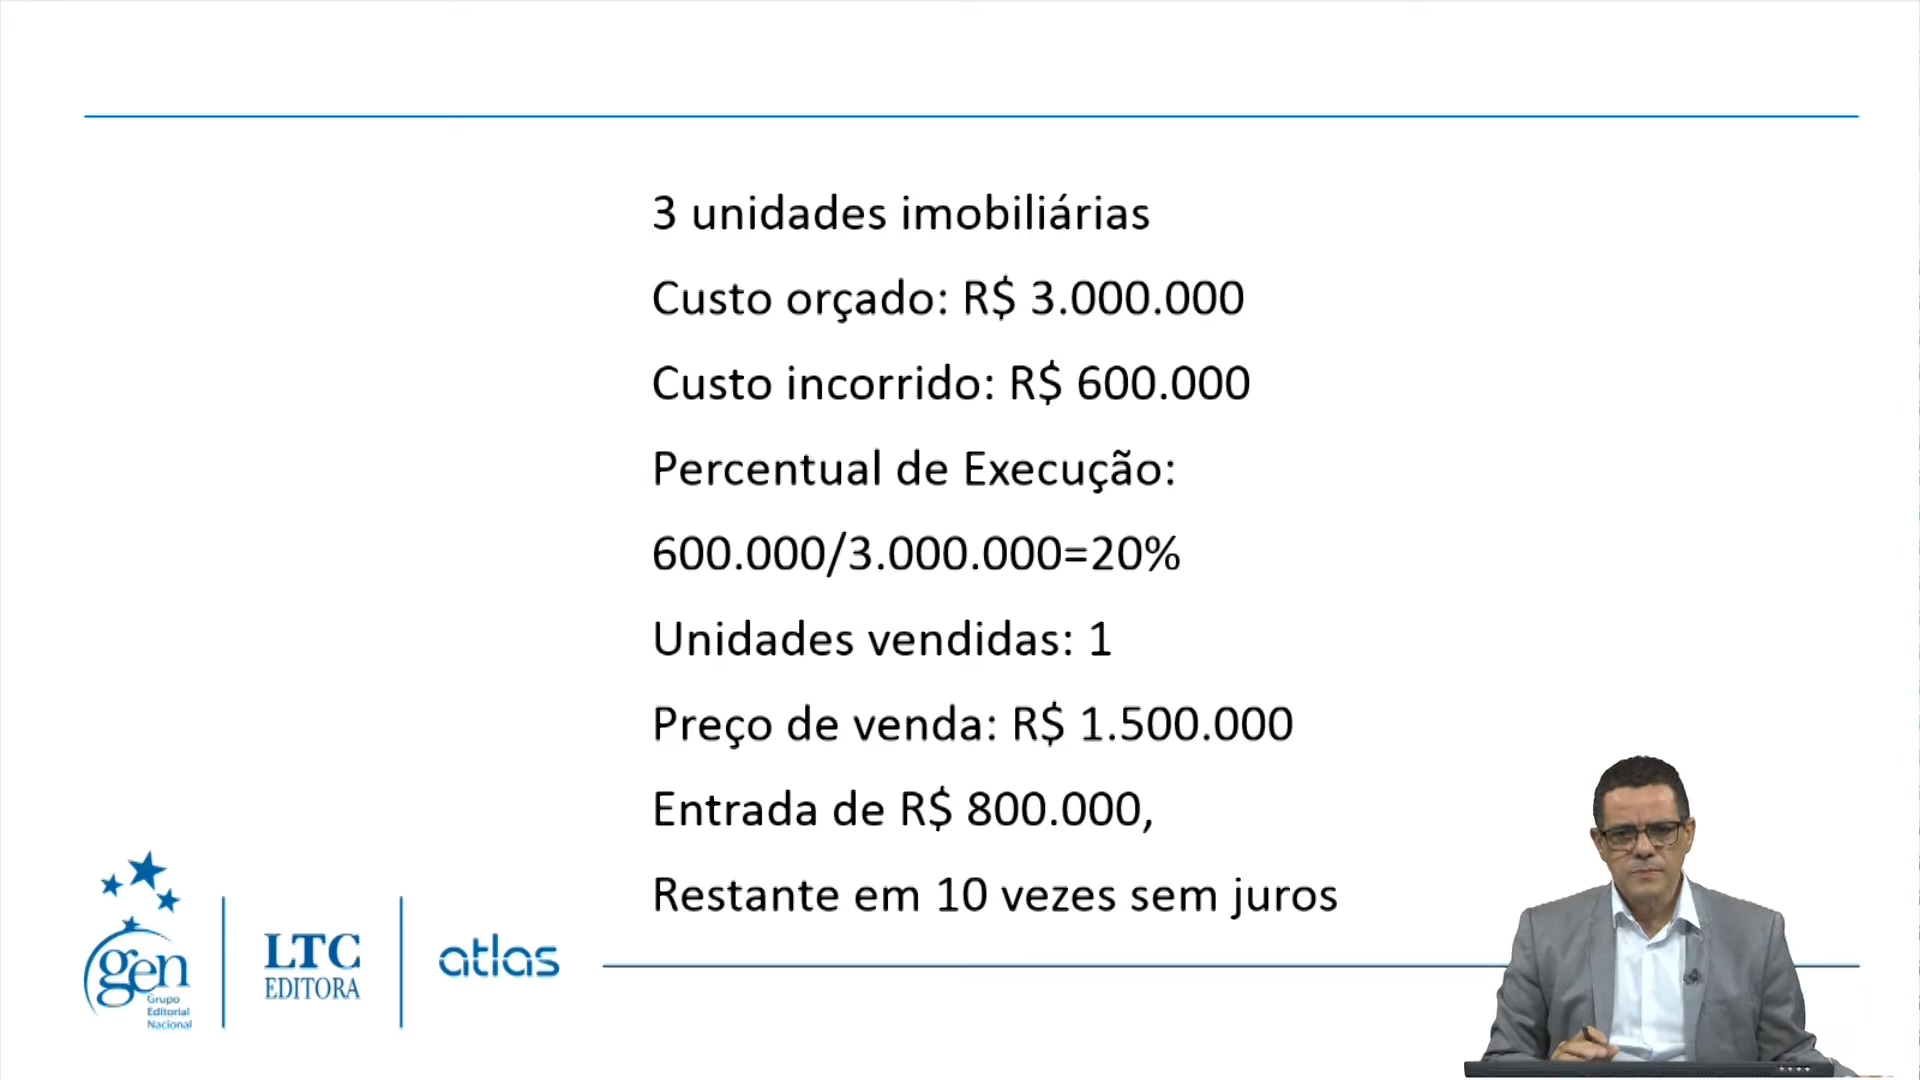 3 unidades imobiliárias
Custo orçado: R$ 3.000.000
Custo incorrido: R$ 600.000
Percentual de Execução:
600.000/3.000.000=20%
Unidades vendidas: 1
Preço de venda: R$ 1.500.000
Entrada de R$ 800.000,
Restante em 10 vezes sem juros
gen
Grupo
Editorial
Nacional
LTC
EDITORA
atlas